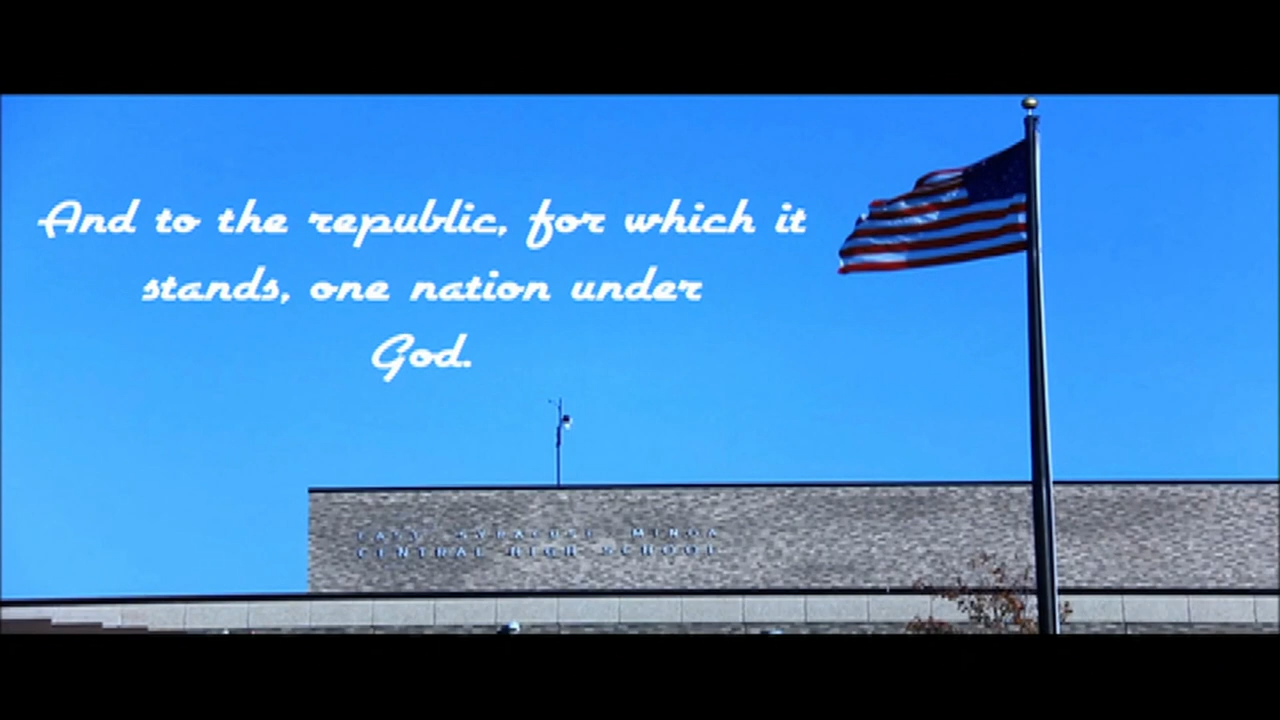 And to the republic, for which it
stands, one nation under
God.
EAST SYRACUSE MINOA
CENTRAL HIGH SCHOOL